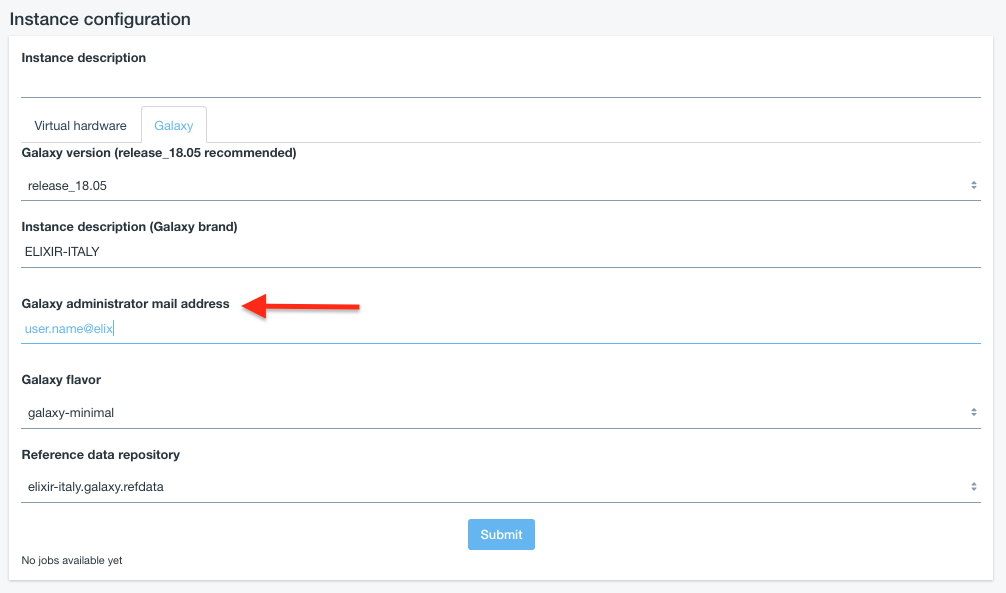 Instance configuration
Instance description
Virtual hardware
Galaxy
Galaxy version (release_18.05 recommended)
release_18.05
Instance description (Galaxy brand)
ELIXIR-ITALY
Galaxy administrator mail address
user.name@elix
Galaxy flavor
galaxy-minimal
Reference data repository
elixir-italy.galaxy.refdata
Submit
No jobs available yet